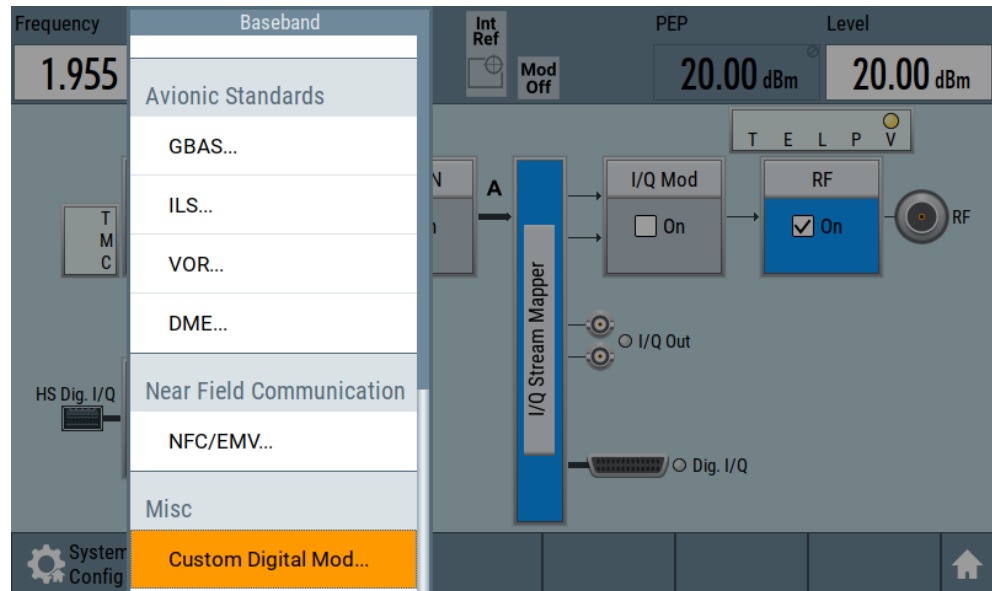 Frequency
Baseband
Int
Ref
PEP
Level
1.955
Mod
Off
20.00 dBm
20.00 dBm
Avionic Standards
T E L P V
GBAS...
N
A
I/Q Mod
RF
ILS...
T
M
C
On
On
RF
VOR...
I/Q Stream Mapper
DME...
I/Q Out
HS Dig. I/Q
Near Field Communication
NFC/EMV...
Dig. I/Q
Misc
System
Config
Custom Digital Mod...